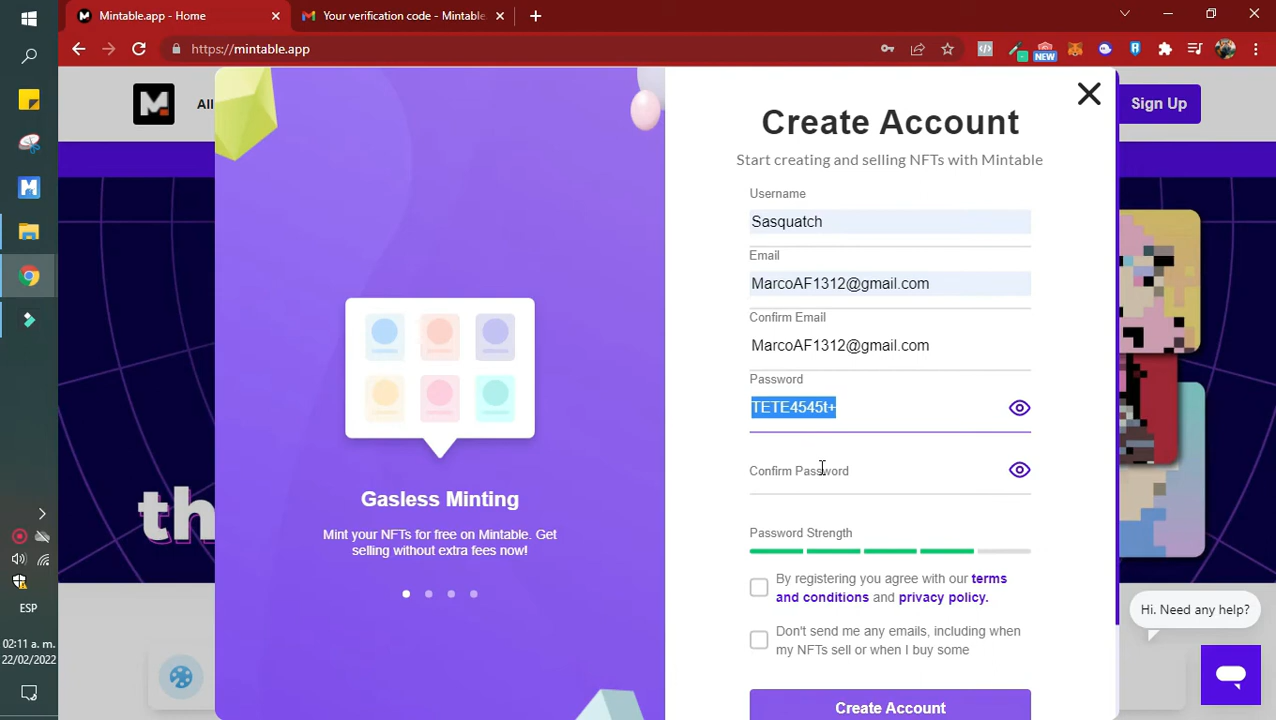 Mintable.app - Home
Your verification code - Mintable.
https://mintable.app
NEW
M
All
Sign Up
Create Account
Start creating and selling NFTs with Mintable
Username
Sasquatch
Email
MarcoAF1312@gmail.com
Confirm Email
MarcoAF1312@gmail.com
Password
TETE4545t+
Confirm Password
Password Strength
By registering you agree with our terms
and conditions and privacy policy.
Don't send me any emails, including when
my NFTs sell or when I buy some
Create Account
Gasless Minting
Mint your NFTs for free on Mintable. Get
selling without extra fees now!
th
Hi. Need any help?
ESP
02:11 a. m.
22/02/2022